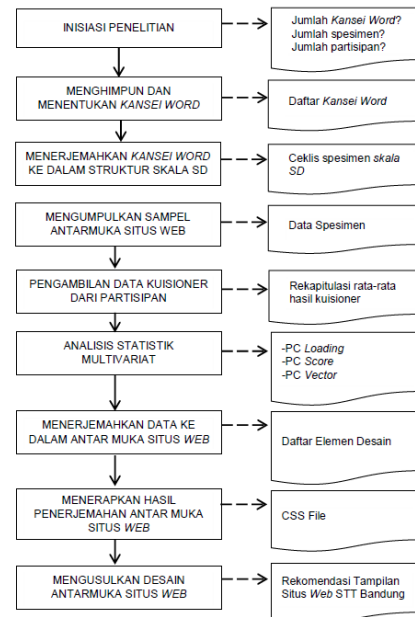 INISIASI PENELITIAN
Jumlah Kansei Word?
Jumlah spesimen?
Jumlah partisipan?
MENGHIMPUN DAN
MENENTUKAN KANSEI WORD
Daftar Kansei Word
MENERJEMAHKAN KANSEI WORD
KE DALAM STRUKTUR SKALA SD
Ceklis spesimen skala
SD
MENGUMPULKAN SAMPEL
ANTARMUKA SITUS WEB
Data Spesimen
PENGAMBILAN DATA KUISIONER
DARI PARTISIPAN
Rekapitulasi rata-rata
hasil kuisioner
ANALISIS STATISTIK
MULTIVARIAT
-PC Loading
-PC Score
-PC Vector
MENERJEMAHKAN DATA KE
DALAM ANTAR MUKA SITUS WEB
Daftar Elemen Desain
MENERAPKAN HASIL
PENERJEMAHAN ANTAR MUKA
SITUS WEB
CSS File
MENGUSULKAN DESAIN
ANTARMUKA SITUS WEB
Rekomendasi Tampilan
Situs Web STT Bandung